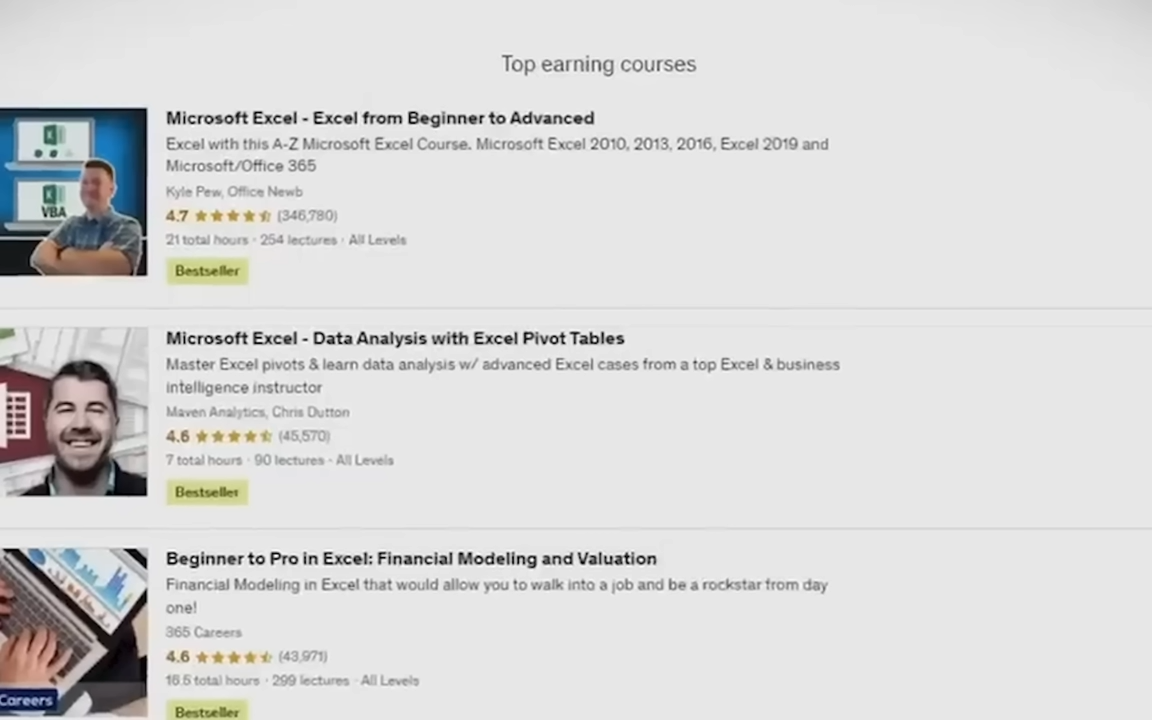 Top earning courses
Microsoft Excel - Excel from Beginner to Advanced
Excel with this A-Z Microsoft Excel Course. Microsoft Excel 2010, 2013, 2016, Excel 2019 and
Microsoft/Office 365
Kyle Pew, Office Newb
4.7 (346,780)
21 total hours · 254 lectures · All Levels
Bestseller
VBA
Microsoft Excel - Data Analysis with Excel Pivot Tables
Master Excel pivots & learn data analysis w/ advanced Excel cases from a top Excel & business
intelligence instructor
Maven Analytics, Chris Dutton
4.6 (45,570)
7 total hours · 90 lectures · All Levels
Bestseller
Beginner to Pro in Excel: Financial Modeling and Valuation
Financial Modeling in Excel that would allow you to walk into a job and be a rockstar from day
one!
365 Careers
4.6 (43,971)
16.5 total hours · 299 lectures · All Levels
Bestseller
Careers